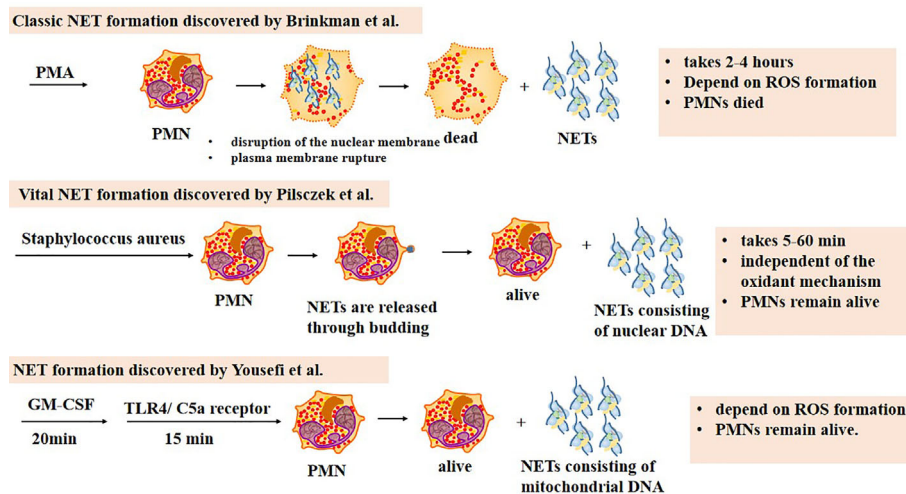 Classic NET formation discovered by Brinkman et al.
PMA
PMN
• disruption of the nuclear membrane
• plasma membrane rupture
dead
+
NETs
• takes 2-4 hours
• Depend on ROS formation
• PMNs died
Vital NET formation discovered by Pilsczek et al.
Staphylococcus aureus
PMN
NETs are released
through budding
alive
+
NETs consisting
of nuclear DNA
• takes 5-60 min
• independent of the
oxidant mechanism
• PMNs remain alive
NET formation discovered by Yousefi et al.
GM-CSF
20min
TLR4/ C5a receptor
15 min
PMN
alive
+
NETs consisting of
mitochondrial DNA
• depend on ROS formation
• PMNs remain alive.